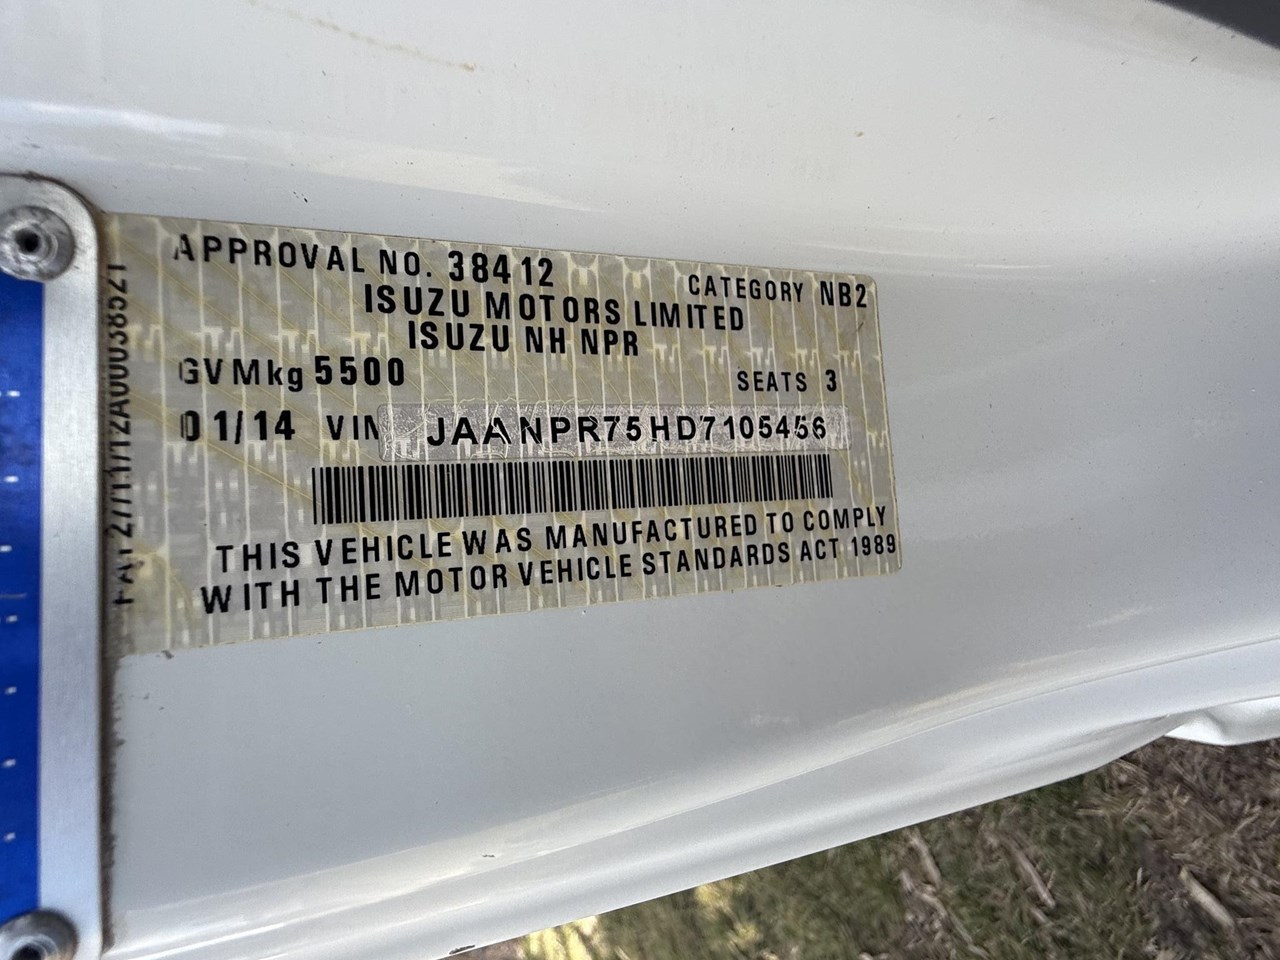 APPROVAL NO. 38412
CATEGORY NB2
ISUZU MOTORS LIMITED
ISUZU NH NPR
GVMkg 5500
SEATS 3
01/14 VIN JAANPR75HD7105456
THIS VEHICLE WAS MANUFACTURED TO COMPLY
WITH THE MOTOR VEHICLE STANDARDS ACT 1989